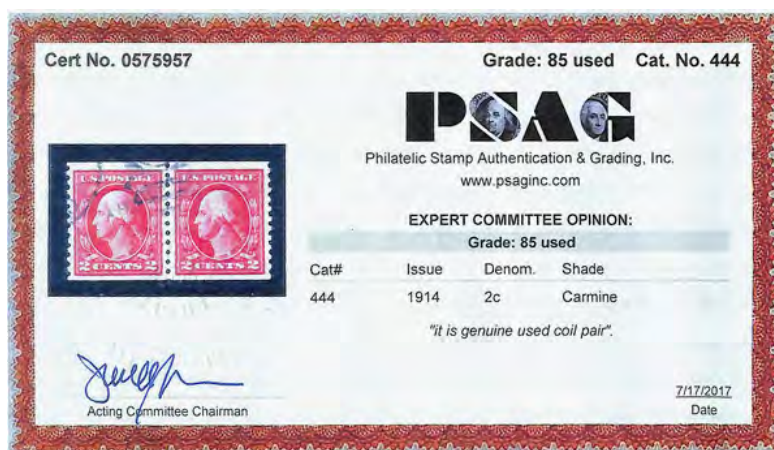 Cert No. 0575957
Grade: 85 used Cat. No. 444
PSAG
Philatelic Stamp Authentication & Grading, Inc.
www.psaginc.com
U.S. POSTAGE U.S. POSTAGE
2 CENTS 2 2 CENTS 2
EXPERT COMMITTEE OPINION:
Grade: 85 used
Cat# Issue Denom. Shade
444 1914 2c Carmine
"it is genuine used coil pair".
Acting Committee Chairman
7/17/2017
Date